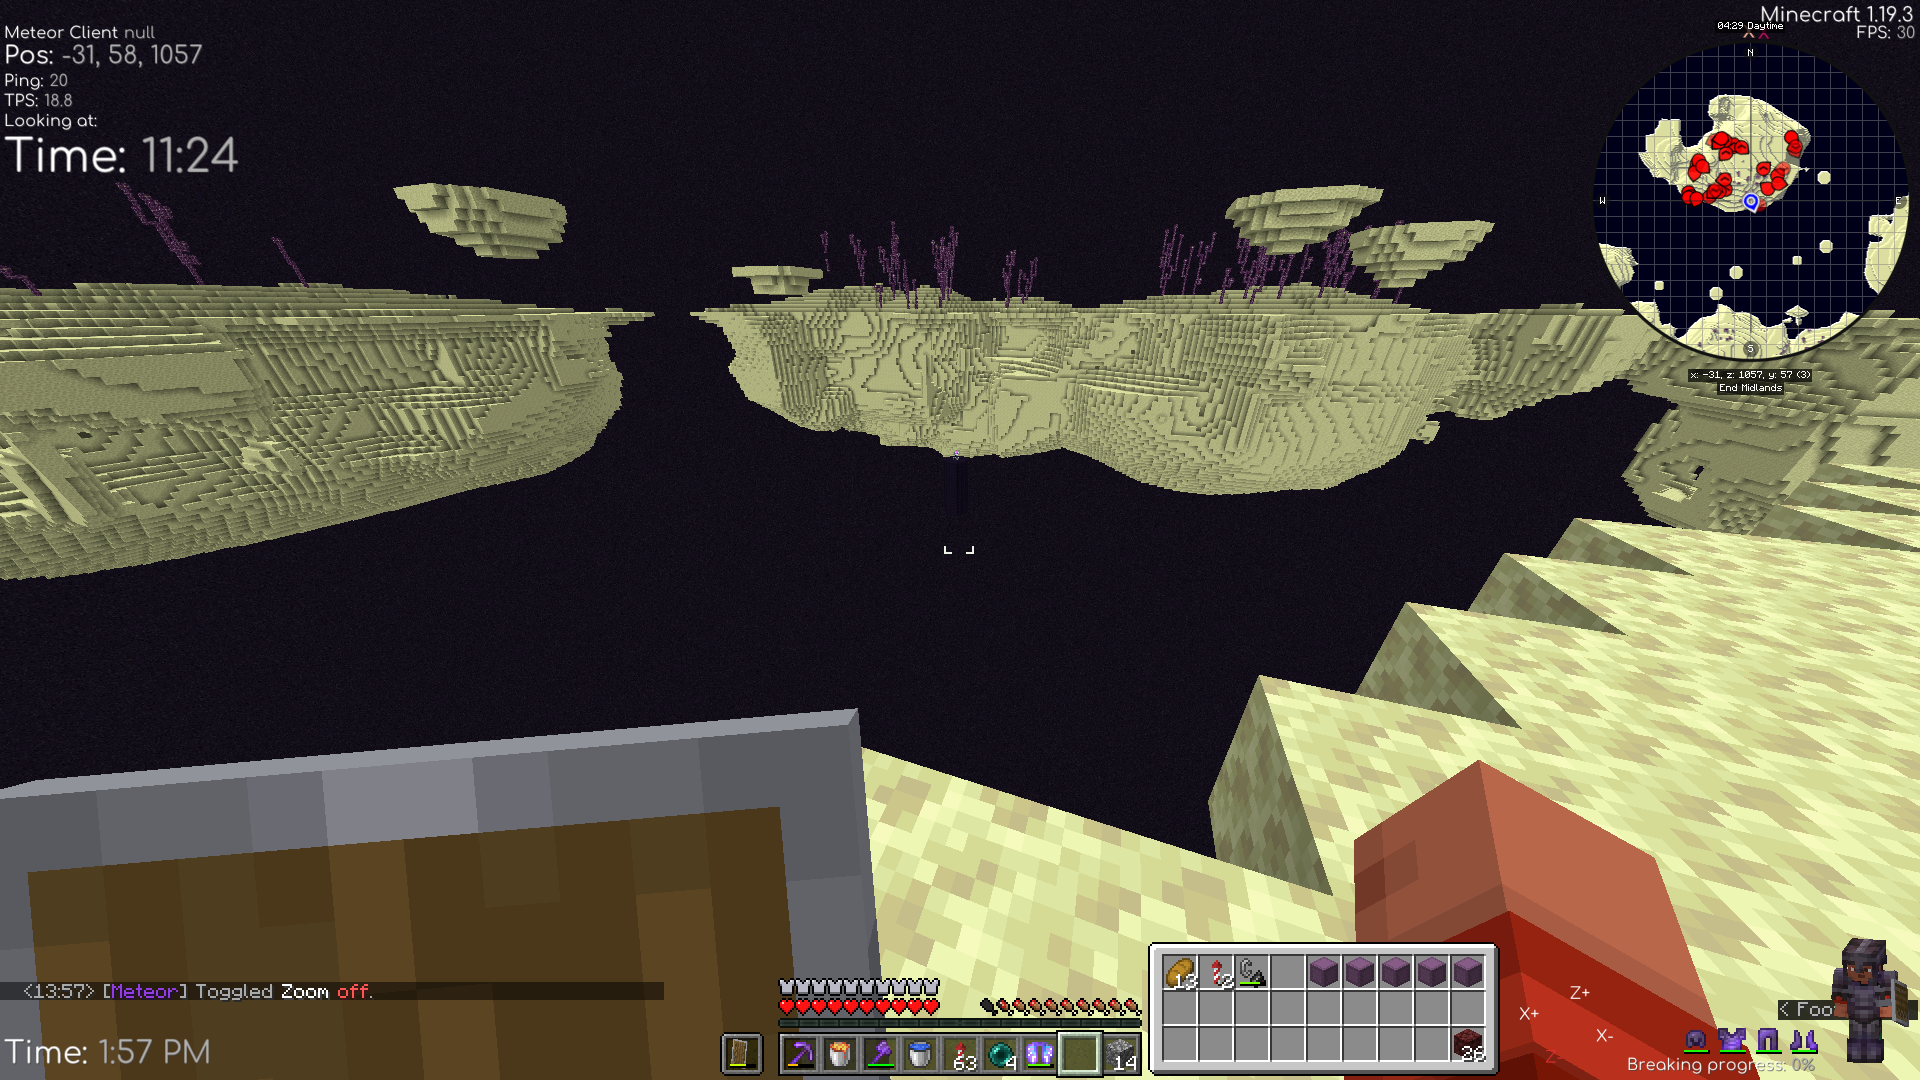 Meteor Client null
Pos: -31, 58, 1057
Ping: 20
TPS: 18.8
Looking at:
Time: 11:24
Minecraft 1.19.3
04:29 Daytime
FPS: 30
N
W
E
S
x: -31, z: 1057, y: 57 (3)
End Midlands
<13:57> [Meteor] Toggled Zoom off.
Time: 1:57 PM
63
4
14
13
2
26
Z+
X+
X-
Z-
< Foo
Breaking progress: 0%